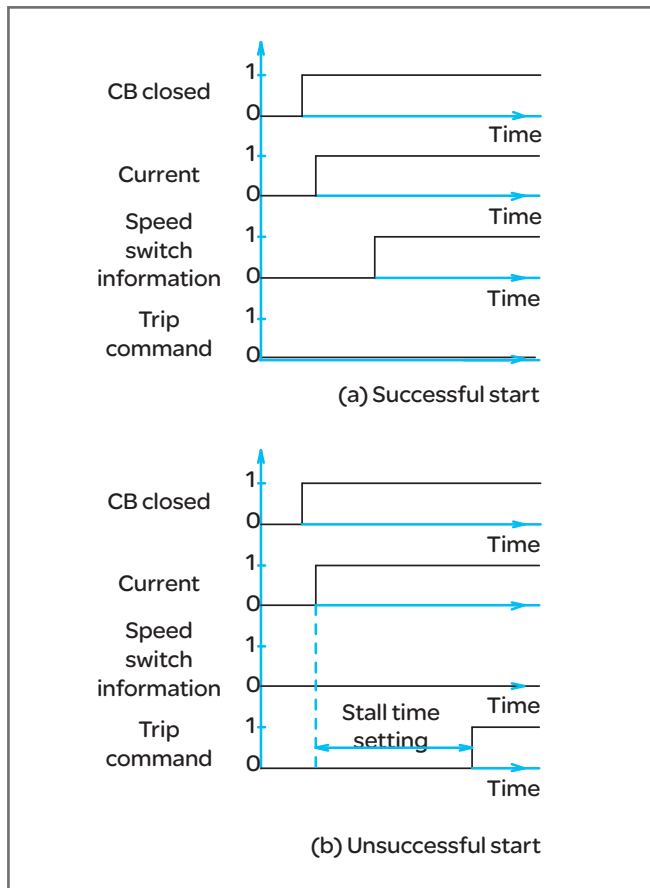 1
CB closed
0
Time
1
Current
0
Time
Speed
switch
information
1
0
Time
Trip
command
1
0
(a) Successful start
1
CB closed
0
Time
1
Current
0
Speed
switch
information
1
0
Time
Trip
command
1
0
Stall time
setting
Time
(b) Unsuccessful start